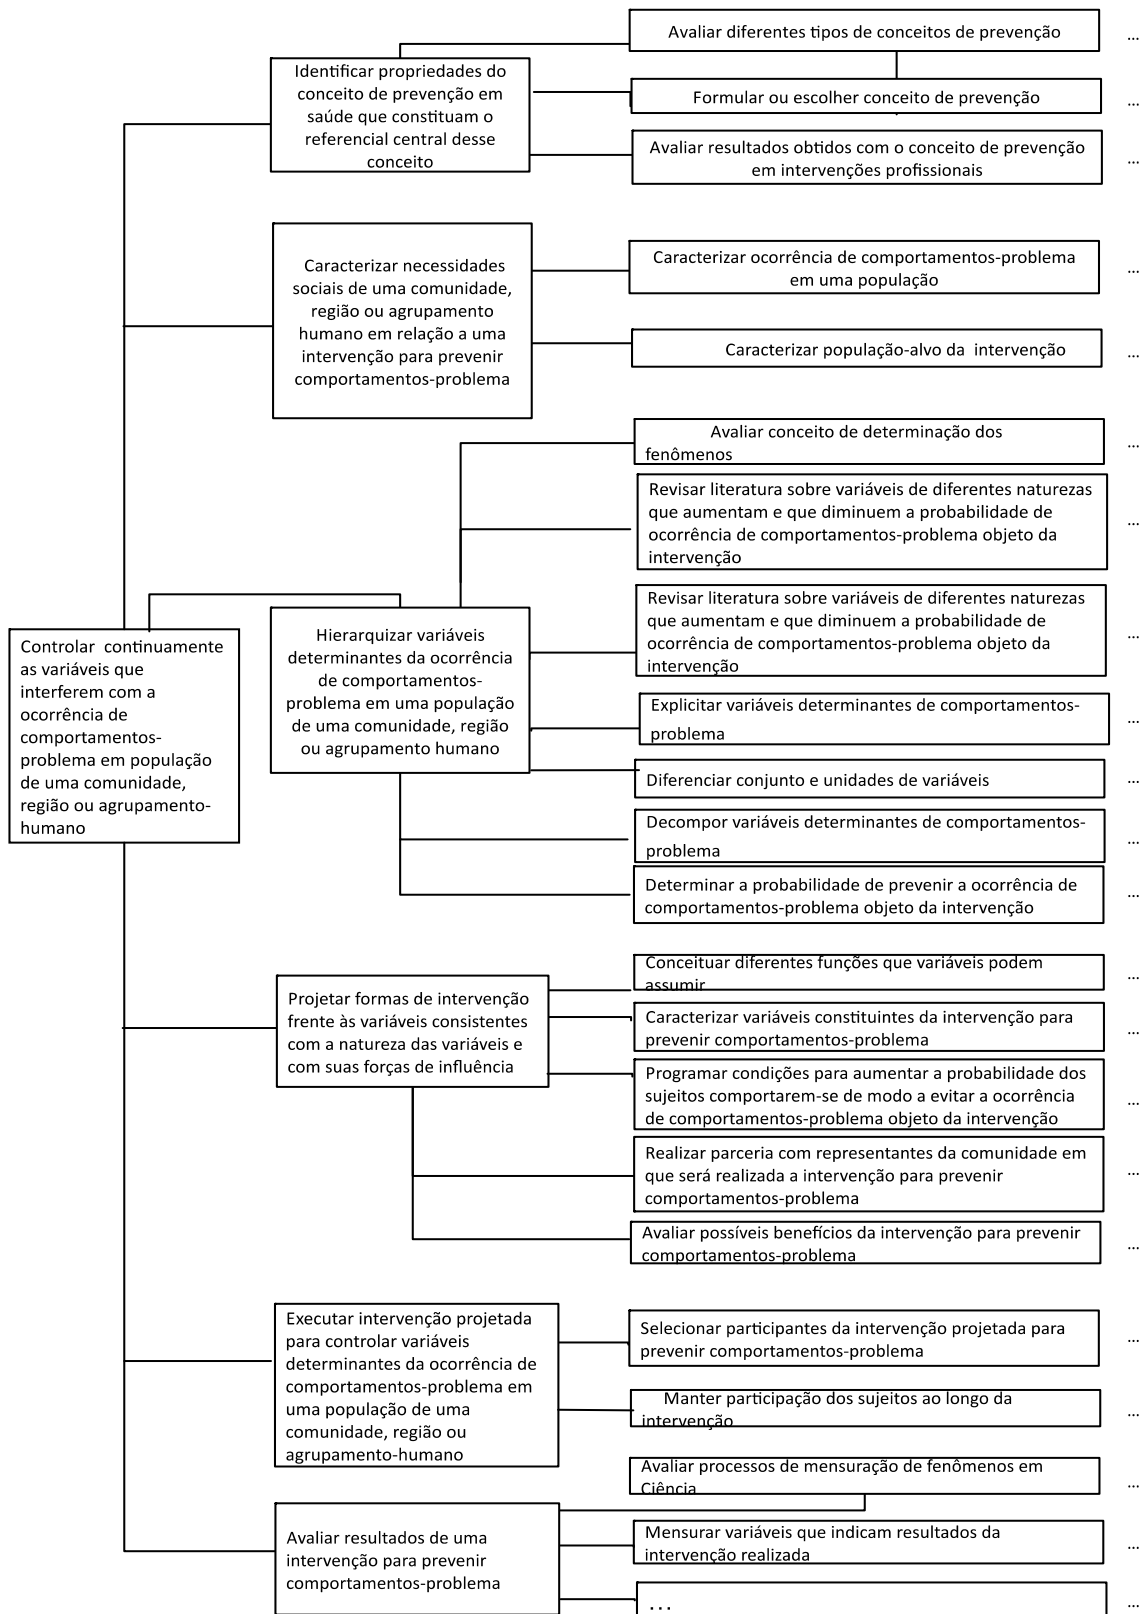 Controlar continuamente
as variáveis que
interferem com a
ocorrência de
comportamentos-
problema em população
de uma comunidade,
região ou agrupamento-
humano
Identificar propriedades do
conceito de prevenção em
saúde que constituam o
referencial central desse
conceito
Avaliar diferentes tipos de conceitos de prevenção
...
Formular ou escolher conceito de prevenção
...
Avaliar resultados obtidos com o conceito de prevenção
em intervenções profissionais
...
Caracterizar necessidades
sociais de uma comunidade,
região ou agrupamento
humano em relação a uma
intervenção para prevenir
comportamentos-problema
Caracterizar ocorrência de comportamentos-problema
em uma população
...
Caracterizar população-alvo da intervenção
...
Hierarquizar variáveis
determinantes da ocorrência
de comportamentos-
problema em uma população
de uma comunidade, região
ou agrupamento humano
Avaliar conceito de determinação dos
fenômenos
...
Revisar literatura sobre variáveis de diferentes naturezas
que aumentam e que diminuem a probabilidade de
ocorrência de comportamentos-problema objeto da
intervenção
...
Revisar literatura sobre variáveis de diferentes naturezas
que aumentam e que diminuem a probabilidade de
ocorrência de comportamentos-problema objeto da
intervenção
...
Explicitar variáveis determinantes de comportamentos-
problema
...
Diferenciar conjunto e unidades de variáveis
...
Decompor variáveis determinantes de comportamentos-
problema
...
Determinar a probabilidade de prevenir a ocorrência de
comportamentos-problema objeto da intervenção
...
Projetar formas de intervenção
frente às variáveis consistentes
com a natureza das variáveis e
com suas forças de influência
Conceituar diferentes funções que variáveis podem
assumir
...
Caracterizar variáveis constituintes da intervenção para
prevenir comportamentos-problema
...
Programar condições para aumentar a probabilidade dos
sujeitos comportarem-se de modo a evitar a ocorrência
de comportamentos-problema objeto da intervenção
...
Realizar parceria com representantes da comunidade em
que será realizada a intervenção para prevenir
comportamentos-problema
...
Avaliar possíveis benefícios da intervenção para prevenir
comportamentos-problema
...
Executar intervenção projetada
para controlar variáveis
determinantes da ocorrência de
comportamentos-problema em
uma população de uma
comunidade, região ou
agrupamento-humano
Selecionar participantes da intervenção projetada para
prevenir comportamentos-problema
...
Manter participação dos sujeitos ao longo da
intervenção
...
Avaliar resultados de uma
intervenção para prevenir
comportamentos-problema
Avaliar processos de mensuração de fenômenos em
Ciência
...
Mensurar variáveis que indicam resultados da
intervenção realizada
...
...
...